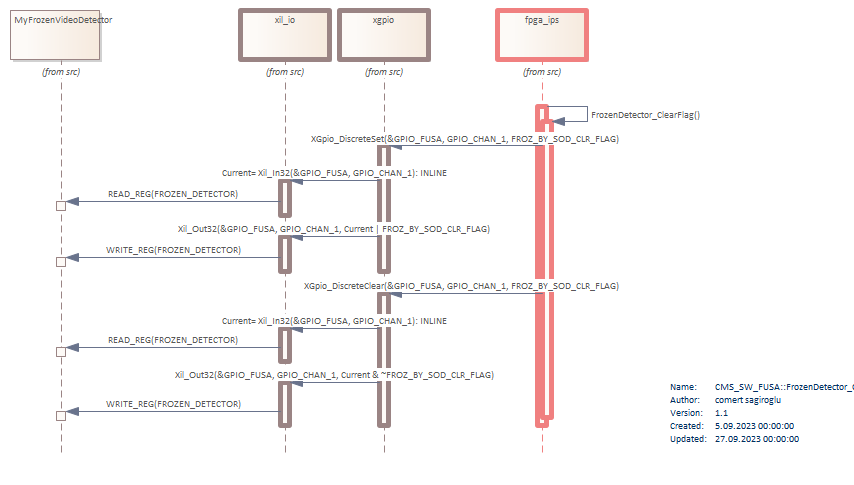 MyFrozenVideoDetector
xil_io
xgpio
fpga_ips
(from src)
(from src)
(from src)
(from src)
FrozenDetector_ClearFlag()
XGpio_DiscreteSet(&GPIO_FUSA, GPIO_CHAN_1, FROZ_BY_SOD_CLR_FLAG)
Current= Xil_In32(&GPIO_FUSA, GPIO_CHAN_1): INLINE
READ_REG(FROZEN_DETECTOR)
Xil_Out32(&GPIO_FUSA, GPIO_CHAN_1, Current | FROZ_BY_SOD_CLR_FLAG)
WRITE_REG(FROZEN_DETECTOR)
XGpio_DiscreteClear(&GPIO_FUSA, GPIO_CHAN_1, FROZ_BY_SOD_CLR_FLAG)
Current= Xil_In32(&GPIO_FUSA, GPIO_CHAN_1): INLINE
READ_REG(FROZEN_DETECTOR)
Xil_Out32(&GPIO_FUSA, GPIO_CHAN_1, Current & ~FROZ_BY_SOD_CLR_FLAG)
WRITE_REG(FROZEN_DETECTOR)
Name: CMS_SW_FUSA::FrozenDetector_
Author: comert sagiroglu
Version: 1.1
Created: 5.09.2023 00:00:00
Updated: 27.09.2023 00:00:00